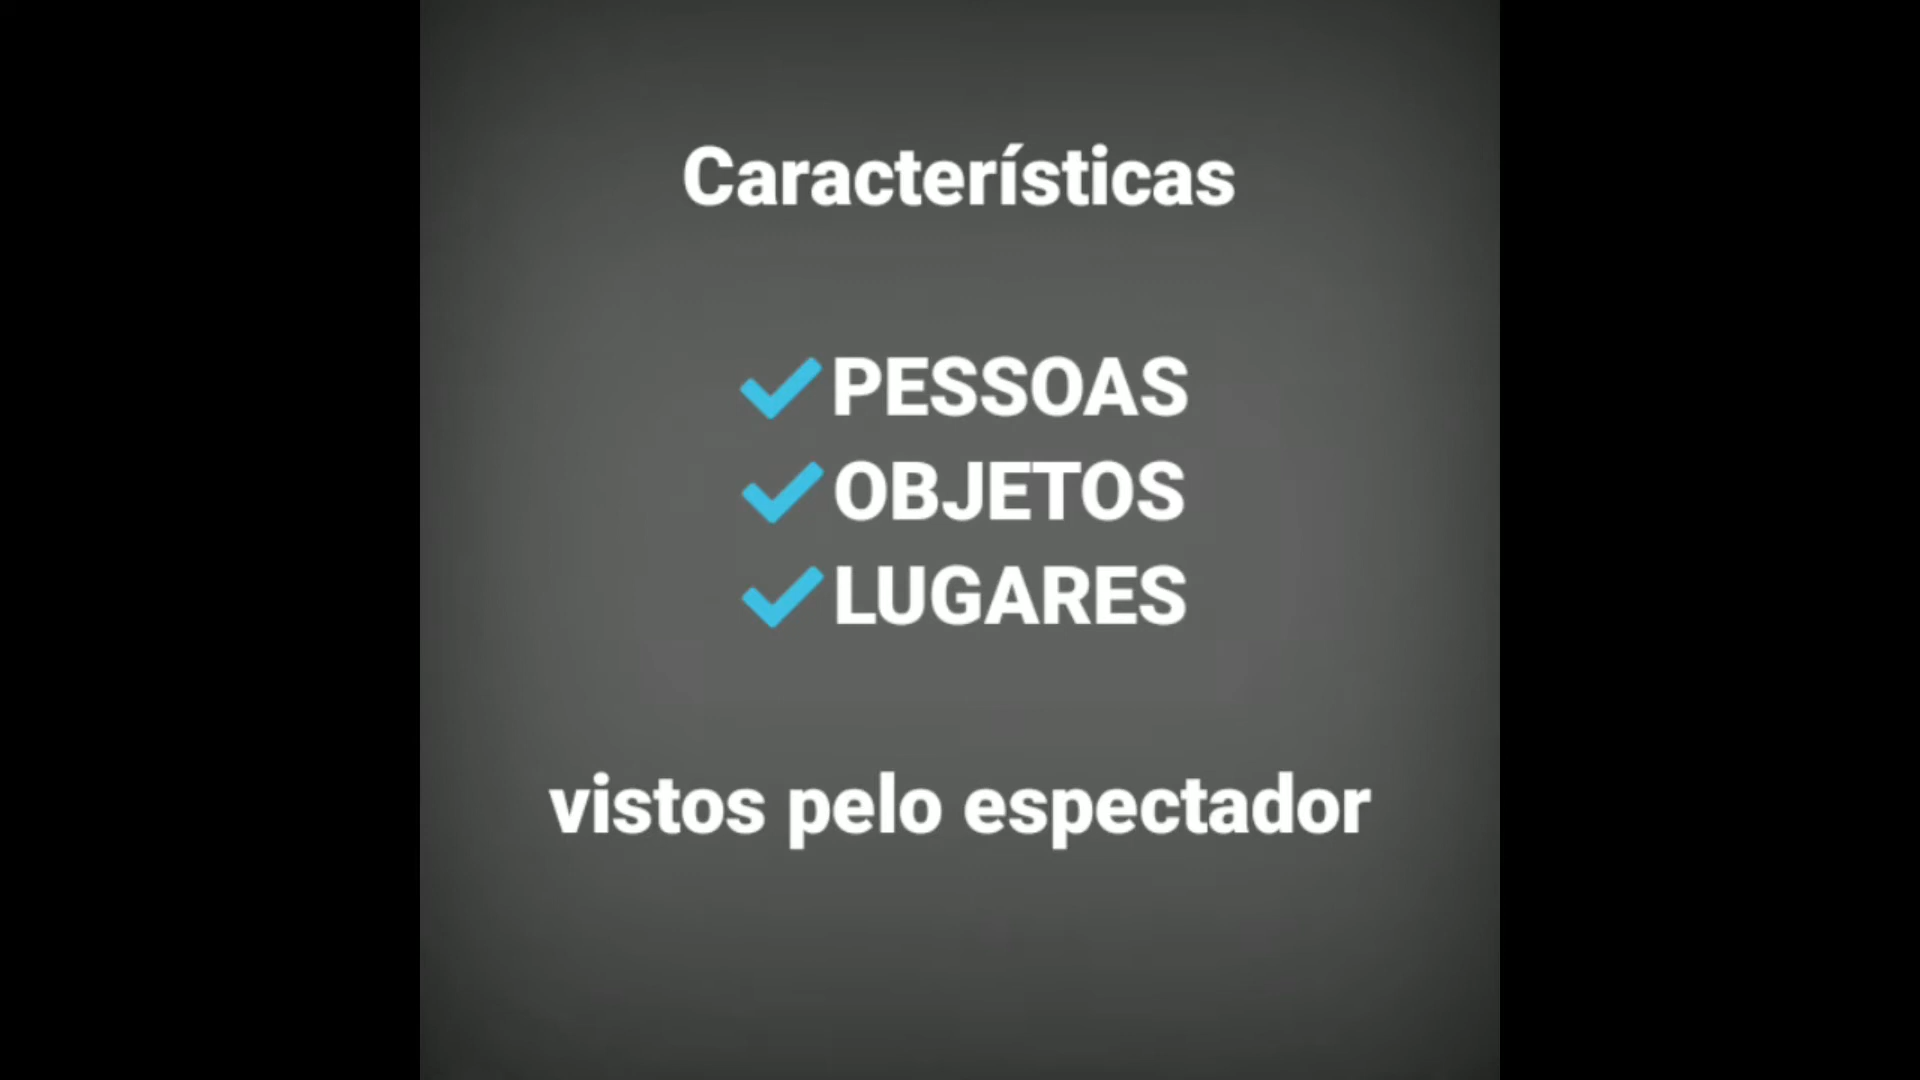 Características
PESSOAS
OBJETOS
LUGARES
vistos pelo espectador